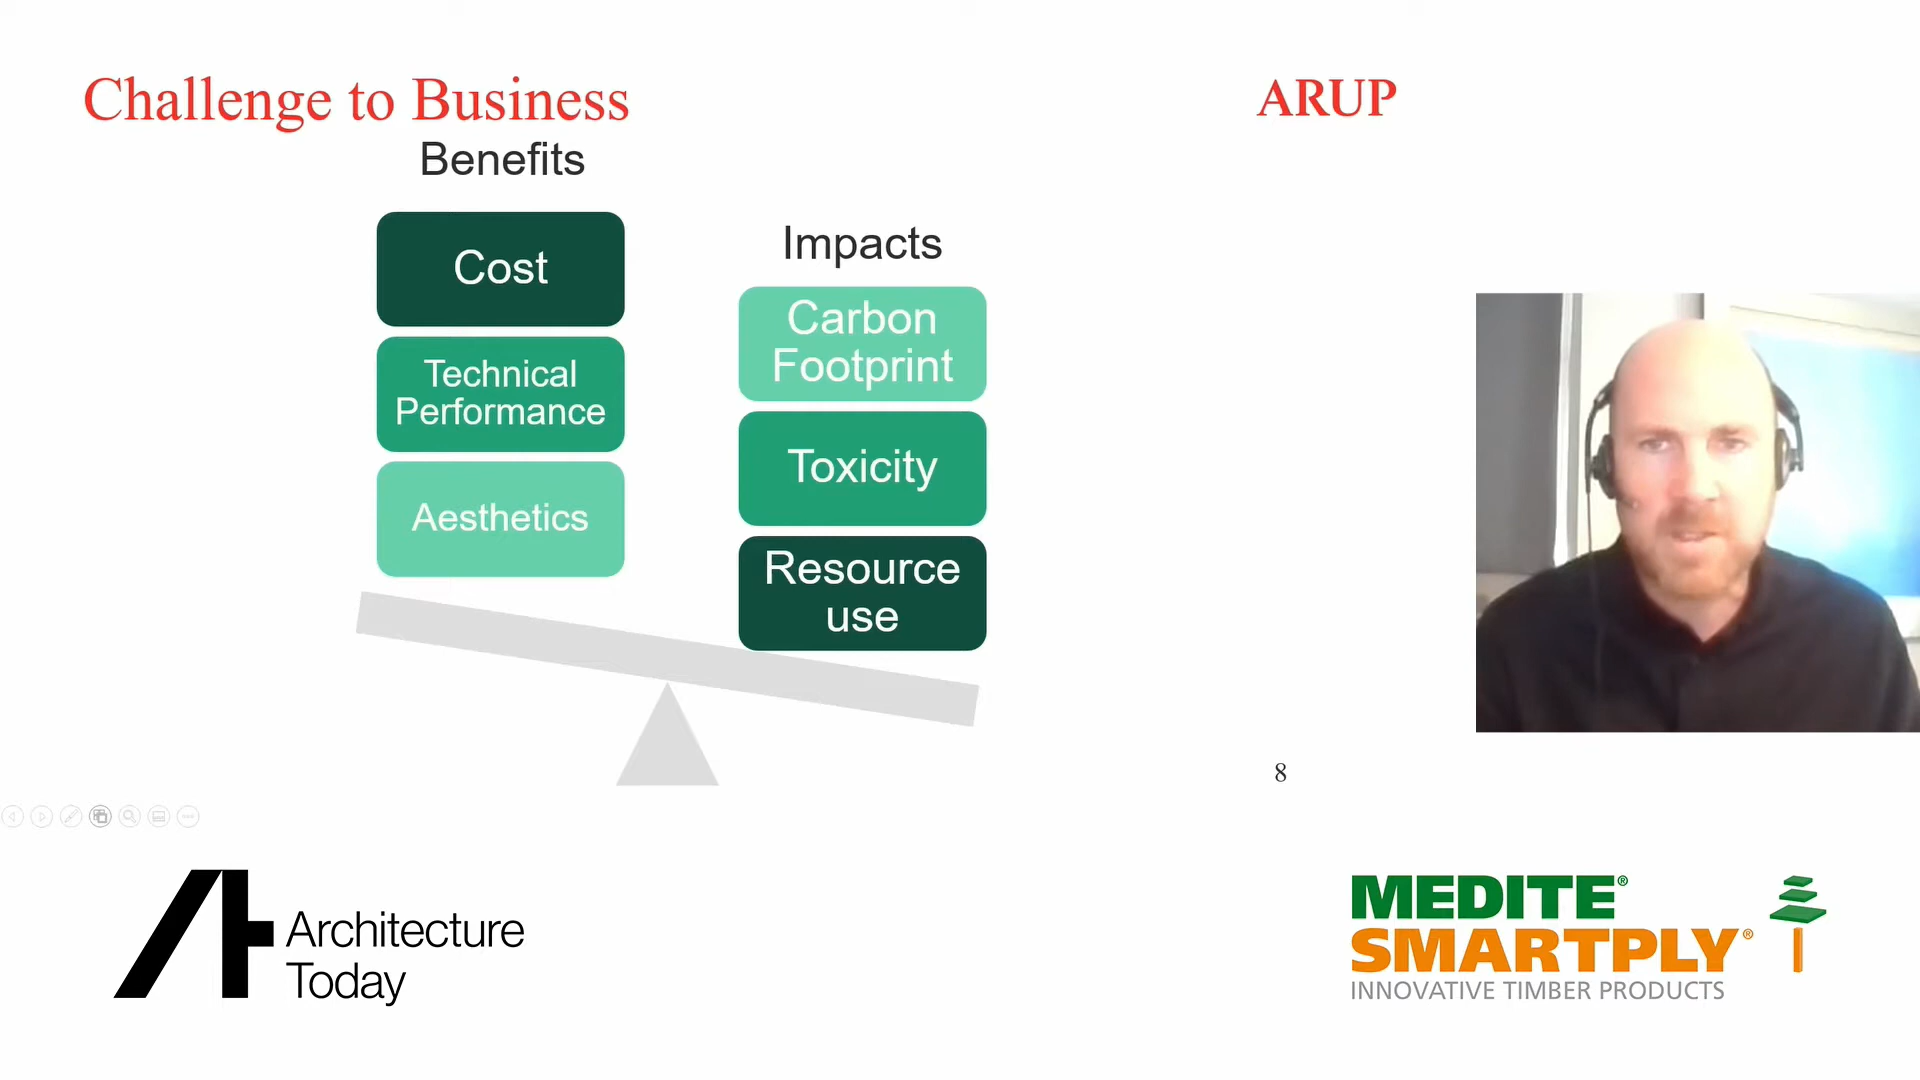 Challenge to Business
ARUP
Benefits
Cost
Technical
Performance
Aesthetics
Impacts
Carbon
Footprint
Toxicity
Resource
use
8
Architecture
Today
MEDITE®
SMARTPLY®
INNOVATIVE TIMBER PRODUCTS